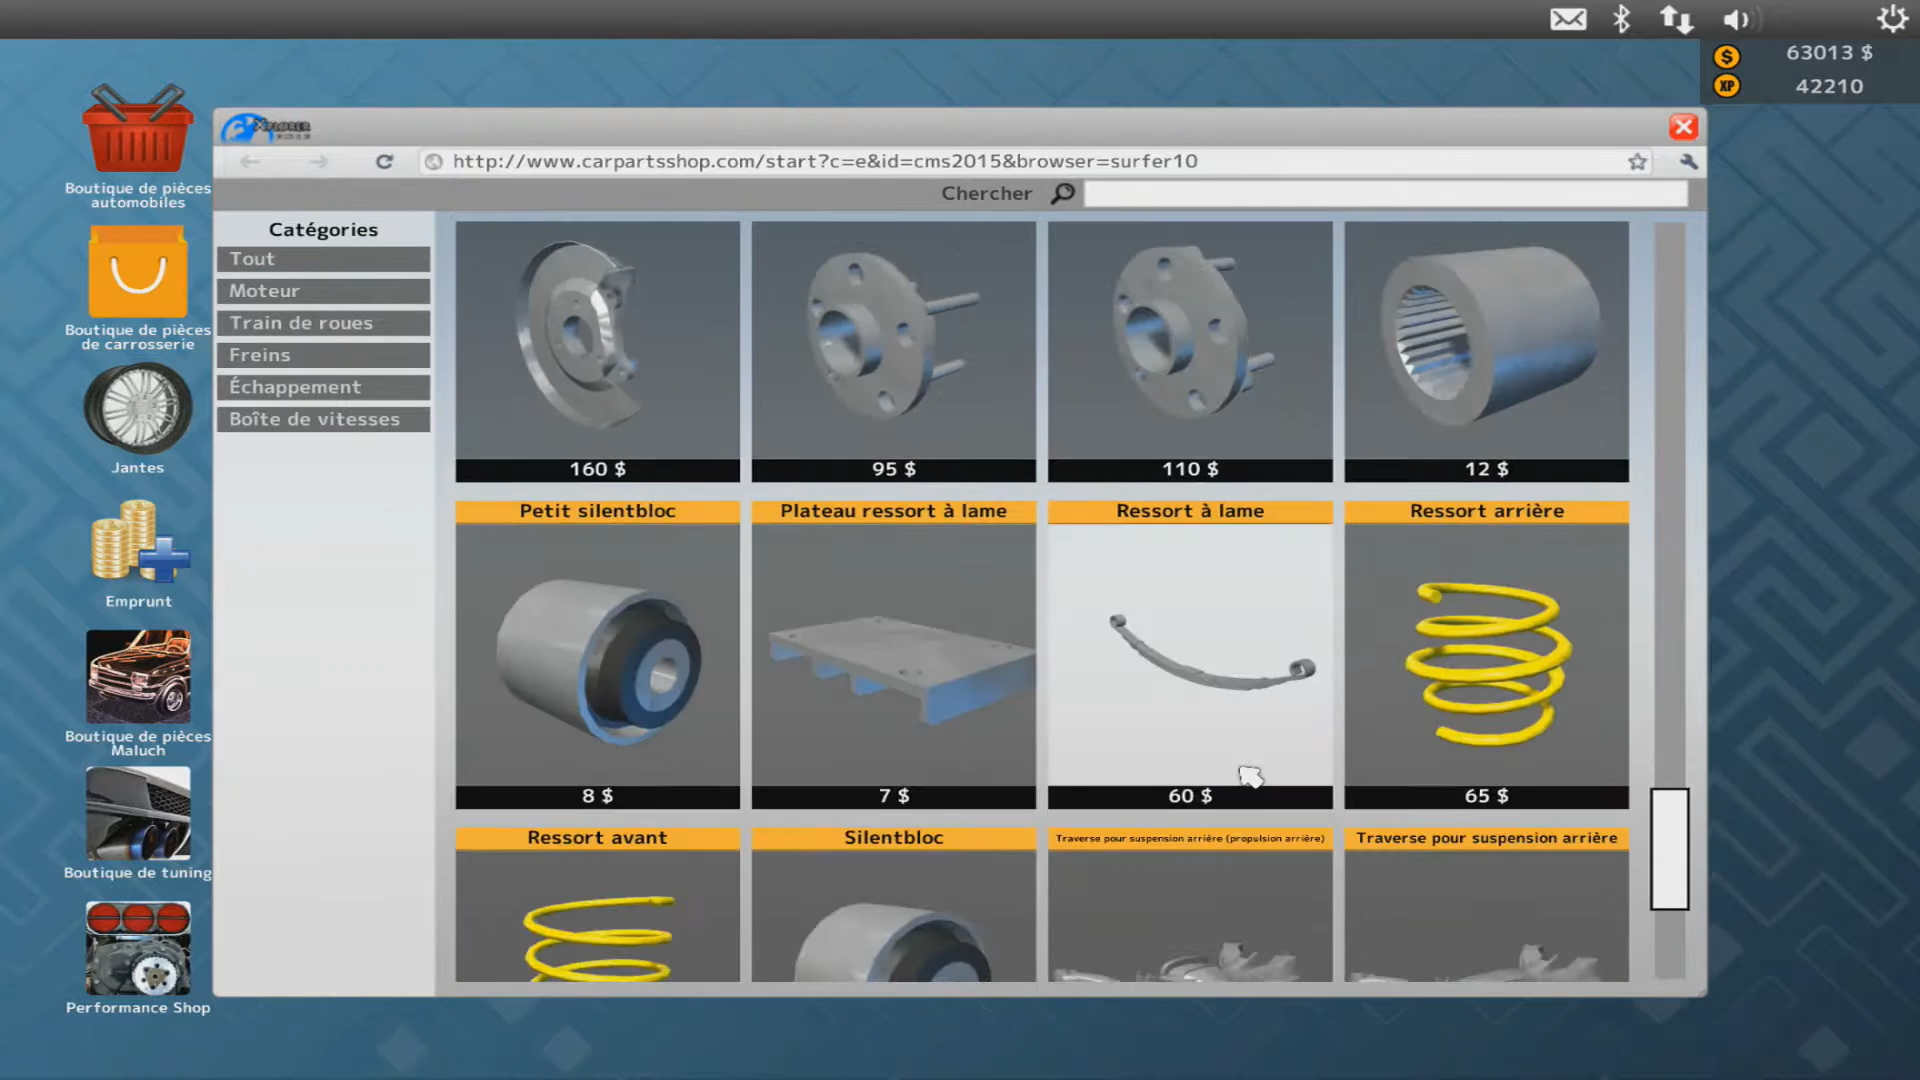 63013 $
XP
42210
http://www.carpartsshop.com/start?c=e&id=cms2015&browser=surfer10
Chercher
Boutique de pièces
automobiles
Boutique de pièces
de carrosserie
Jantes
Emprunt
Boutique de pièces
Maluch
Boutique de tuning
Performance Shop
Catégories
Tout
Moteur
Train de roues
Freins
Échappement
Boîte de vitesses
160 $
95 $
110 $
12 $
Petit silentbloc
Plateau ressort à lame
Ressort à lame
Ressort arrière
8 $
7 $
60 $
65 $
Ressort avant
Silentbloc
Traverse pour suspension arrière (propulsion arrière)
Traverse pour suspension arrière